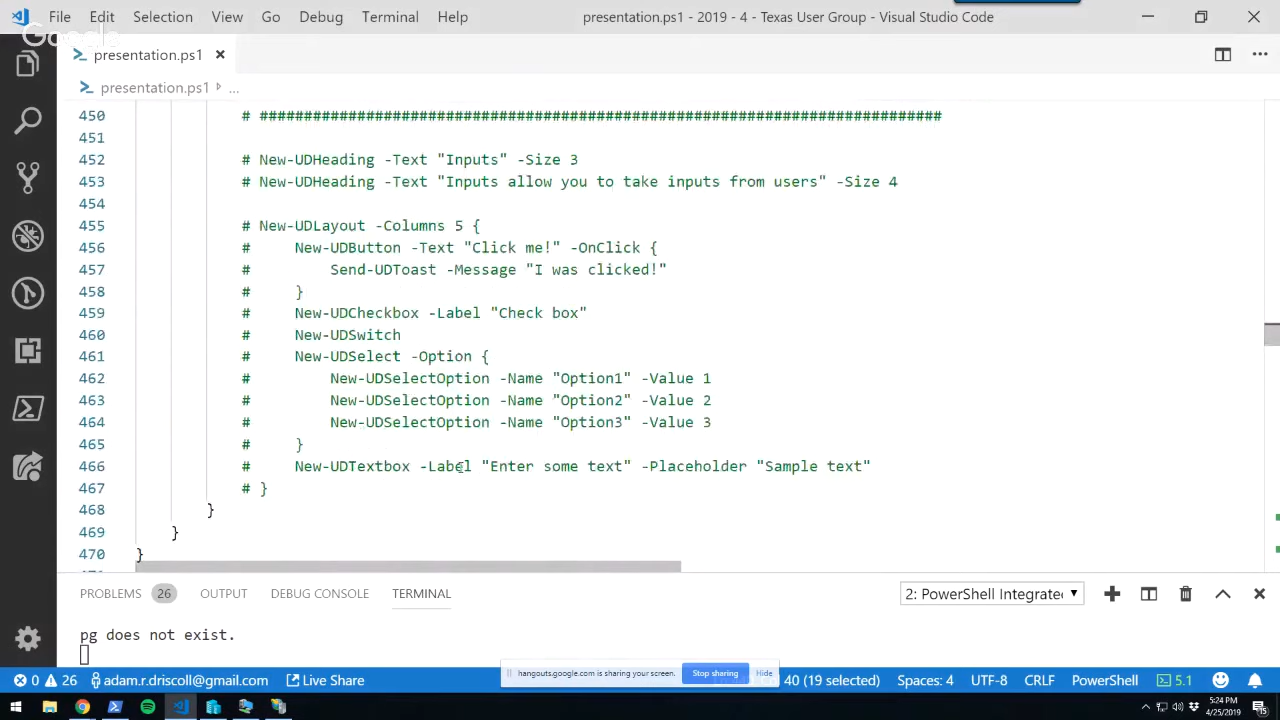 File Edit Selection View Go Debug Terminal Help presentation.ps1 - 2019 - 4 - Texas User Group - Visual Studio Code
Google
presentation.ps1
presentation.ps1 ...
450 # #############################################################################
451
452 # New-UDHeading -Text "Inputs" -Size 3
453 # New-UDHeading -Text "Inputs allow you to take inputs from users" -Size 4
454
455 # New-UDLayout -Columns 5 {
456 # New-UDButton -Text "Click me!" -OnClick {
457 # Send-UDToast -Message "I was clicked!"
458 # }
459 # New-UDCheckbox -Label "Check box"
460 # New-UDSwitch
461 # New-UDSelect -Option {
462 # New-UDSelectOption -Name "Option1" -Value 1
463 # New-UDSelectOption -Name "Option2" -Value 2
464 # New-UDSelectOption -Name "Option3" -Value 3
465 # }
466 # New-UDTextbox -Label "Enter some text" -Placeholder "Sample text"
467 # }
468 }
469 }
470 }
PROBLEMS 26 OUTPUT DEBUG CONSOLE TERMINAL 2: PowerShell Integrated
pg does not exist.
hangouts.google.com is sharing your screen. Stop sharing Hide
0 26 adam.r.driscoll@gmail.com Live Share 40 (19 selected) Spaces: 4 UTF-8 CRLF PowerShell 5.1
5:24 PM
4/25/2019